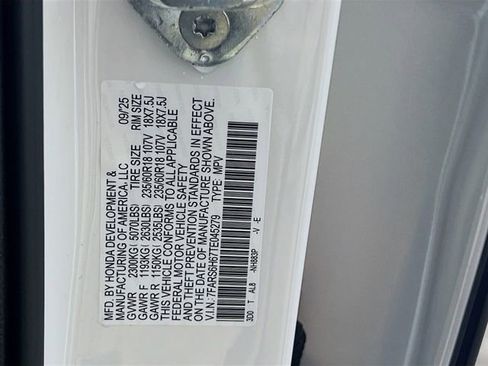 MFD. BY HONDA DEVELOPMENT & 09/'25
MANUFACTURING OF AMERICA, LLC
TIRE SIZE RIM SIZE
GVWR 2300KG( 5070LBS)
GAWR F 1193KG( 2630LBS) 235/60R18 107V 18X7.5J
GAWR R 1150KG( 2535LBS) 235/60R18 107V 18X7.5J
THIS VEHICLE CONFORMS TO ALL APPLICABLE
FEDERAL MOTOR VEHICLE SAFETY
AND THEFT PREVENTION STANDARDS IN EFFECT
ON THE DATE OF MANUFACTURE SHOWN ABOVE.
V.I.N.: 7FARS6H67TE045279 TYPE: MPV
3D0 T AL8 -NH883P -V -E